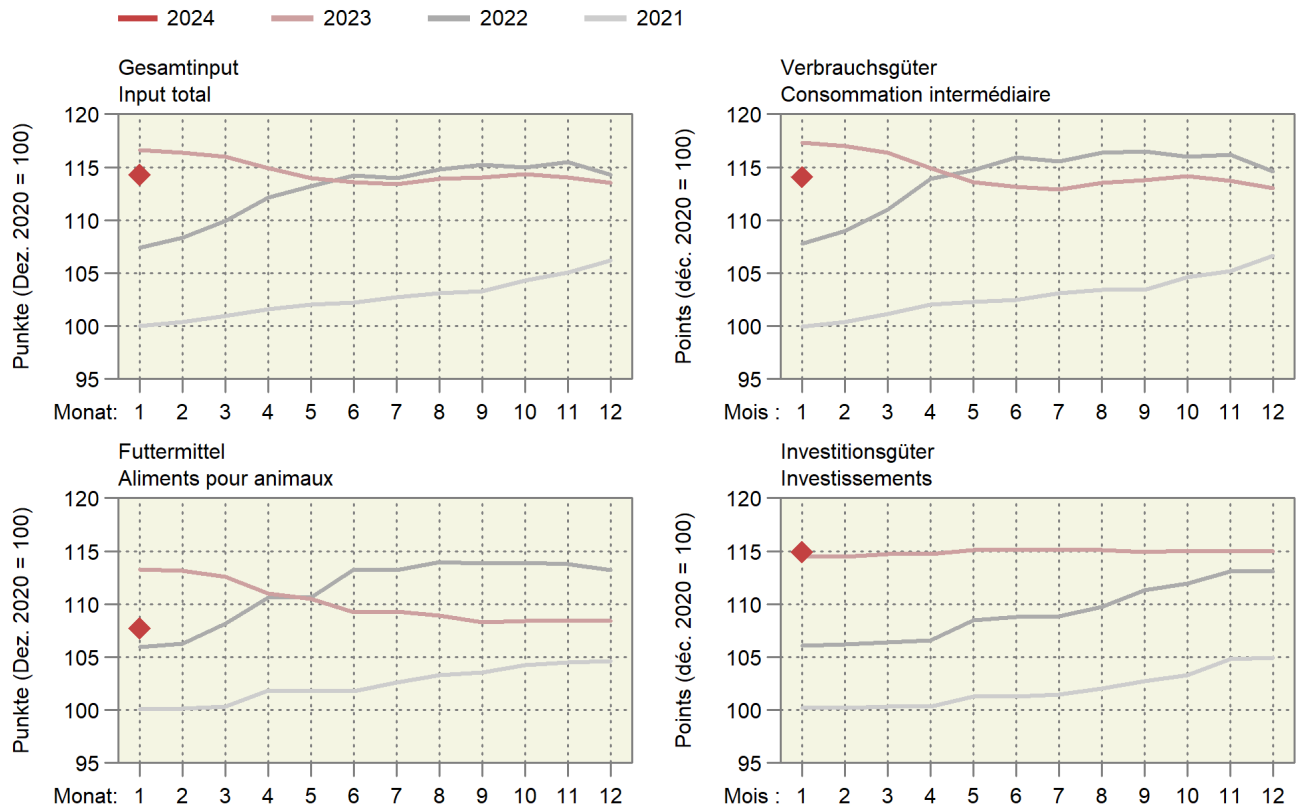 2024 2023 2022 2021
Gesamtinput
Input total
Punkte (Dez. 2020 = 100)
120
115
110
105
100
95
Monat: 1 2 3 4 5 6 7 8 9 10 11 12
Verbrauchsgüter
Consommation intermédiaire
Points (déc. 2020 = 100)
120
115
110
105
100
95
Mois : 1 2 3 4 5 6 7 8 9 10 11 12
Futtermittel
Aliments pour animaux
Punkte (Dez. 2020 = 100)
120
115
110
105
100
95
Monat: 1 2 3 4 5 6 7 8 9 10 11 12
Investitionsgüter
Investissements
Points (déc. 2020 = 100)
120
115
110
105
100
95
Mois : 1 2 3 4 5 6 7 8 9 10 11 12